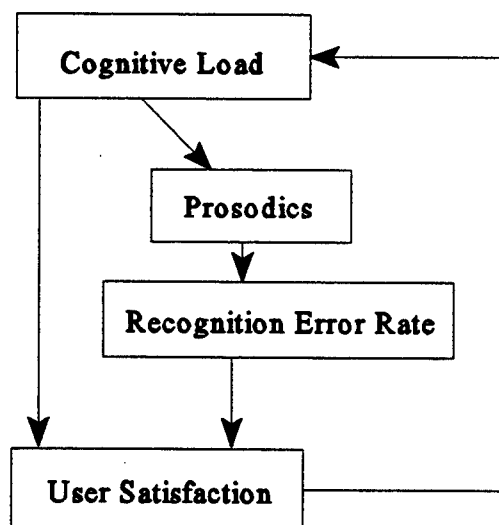 Cognitive Load
Prosodics
Recognition Error Rate
User Satisfaction